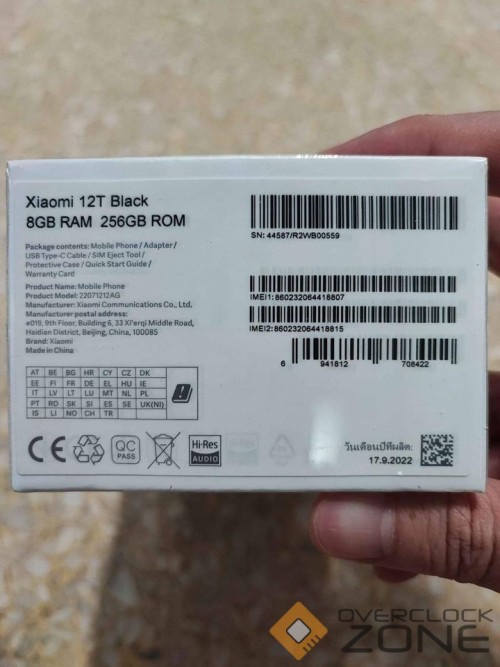 Xiaomi 12T Black
8GB RAM 256GB ROM
Package contents: Mobile Phone / Adapter /
USB Type-C Cable / SIM Eject Tool /
Protective Case / Quick Start Guide /
Warranty Card
Product Name: Mobile Phone
Product Model: 22071212AG
Manufacturer: Xiaomi Communications Co., Ltd.
Manufacturer postal address:
#019, 9th Floor, Building 6, 33 Xi'erqi Middle Road,
Haidian District, Beijing, China, 100085
Brand: Xiaomi
Made in China
SN: 44587/R2WB00559
IMEI1:860232064418807
IMEI2:860232064418815
6 941812 708422
AT BE BG HR CY CZ DK
EE FI FR DE EL HU IE
IT LV LT LU MT NL PL
PT RO SK SI ES SE UK(NI)
IS LI NO CH TR
CE
QC
PASS
Hi-Res
AUDIO
วันเดือนปีที่ผลิต:
17.9.2022
OVERCLOCK
ZONE